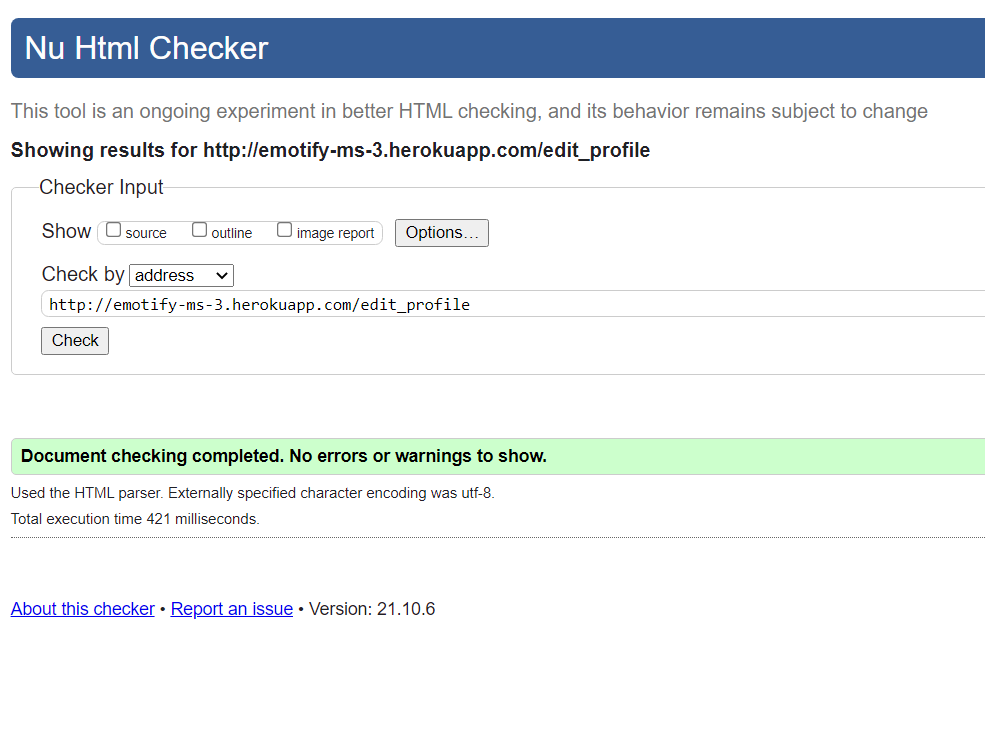 Nu Html Checker
This tool is an ongoing experiment in better HTML checking, and its behavior remains subject to change
Showing results for http://emotify-ms-3.herokuapp.com/edit_profile
Checker Input
Show source outline image report Options...
Check by address
http://emotify-ms-3.herokuapp.com/edit_profile
Check
Document checking completed. No errors or warnings to show.
Used the HTML parser. Externally specified character encoding was utf-8.
Total execution time 421 milliseconds.
About this checker • Report an issue • Version: 21.10.6